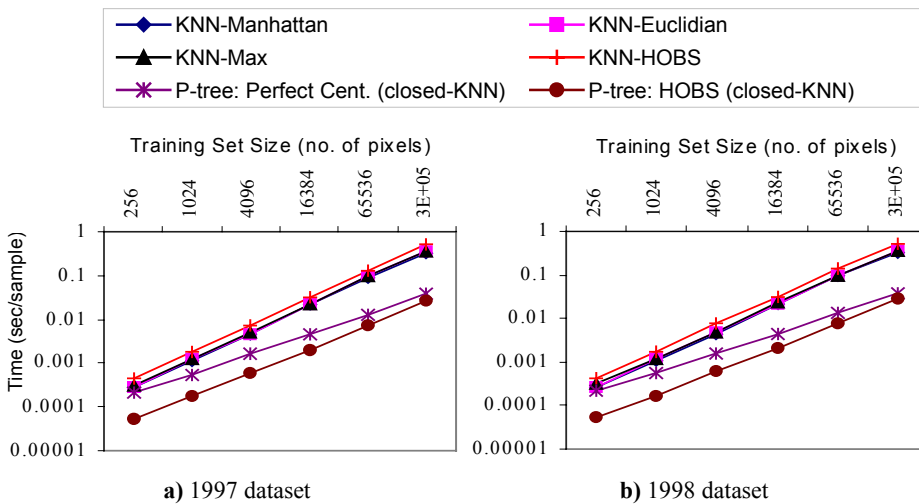 KNN-Manhattan KNN-Euclidian
KNN-Max KNN-HOBS
P-tree: Perfect Cent. (closed-KNN) P-tree: HOBS (closed-KNN)
Training Set Size (no. of pixels)
256 1024 4096 16384 65536 3E+05
Time (sec/sample)
1
0.1
0.01
0.001
0.0001
0.00001
a) 1997 dataset
Training Set Size (no. of pixels)
256 1024 4096 16384 65536 3E+05
1
0.1
0.01
0.001
0.0001
0.00001
b) 1998 dataset